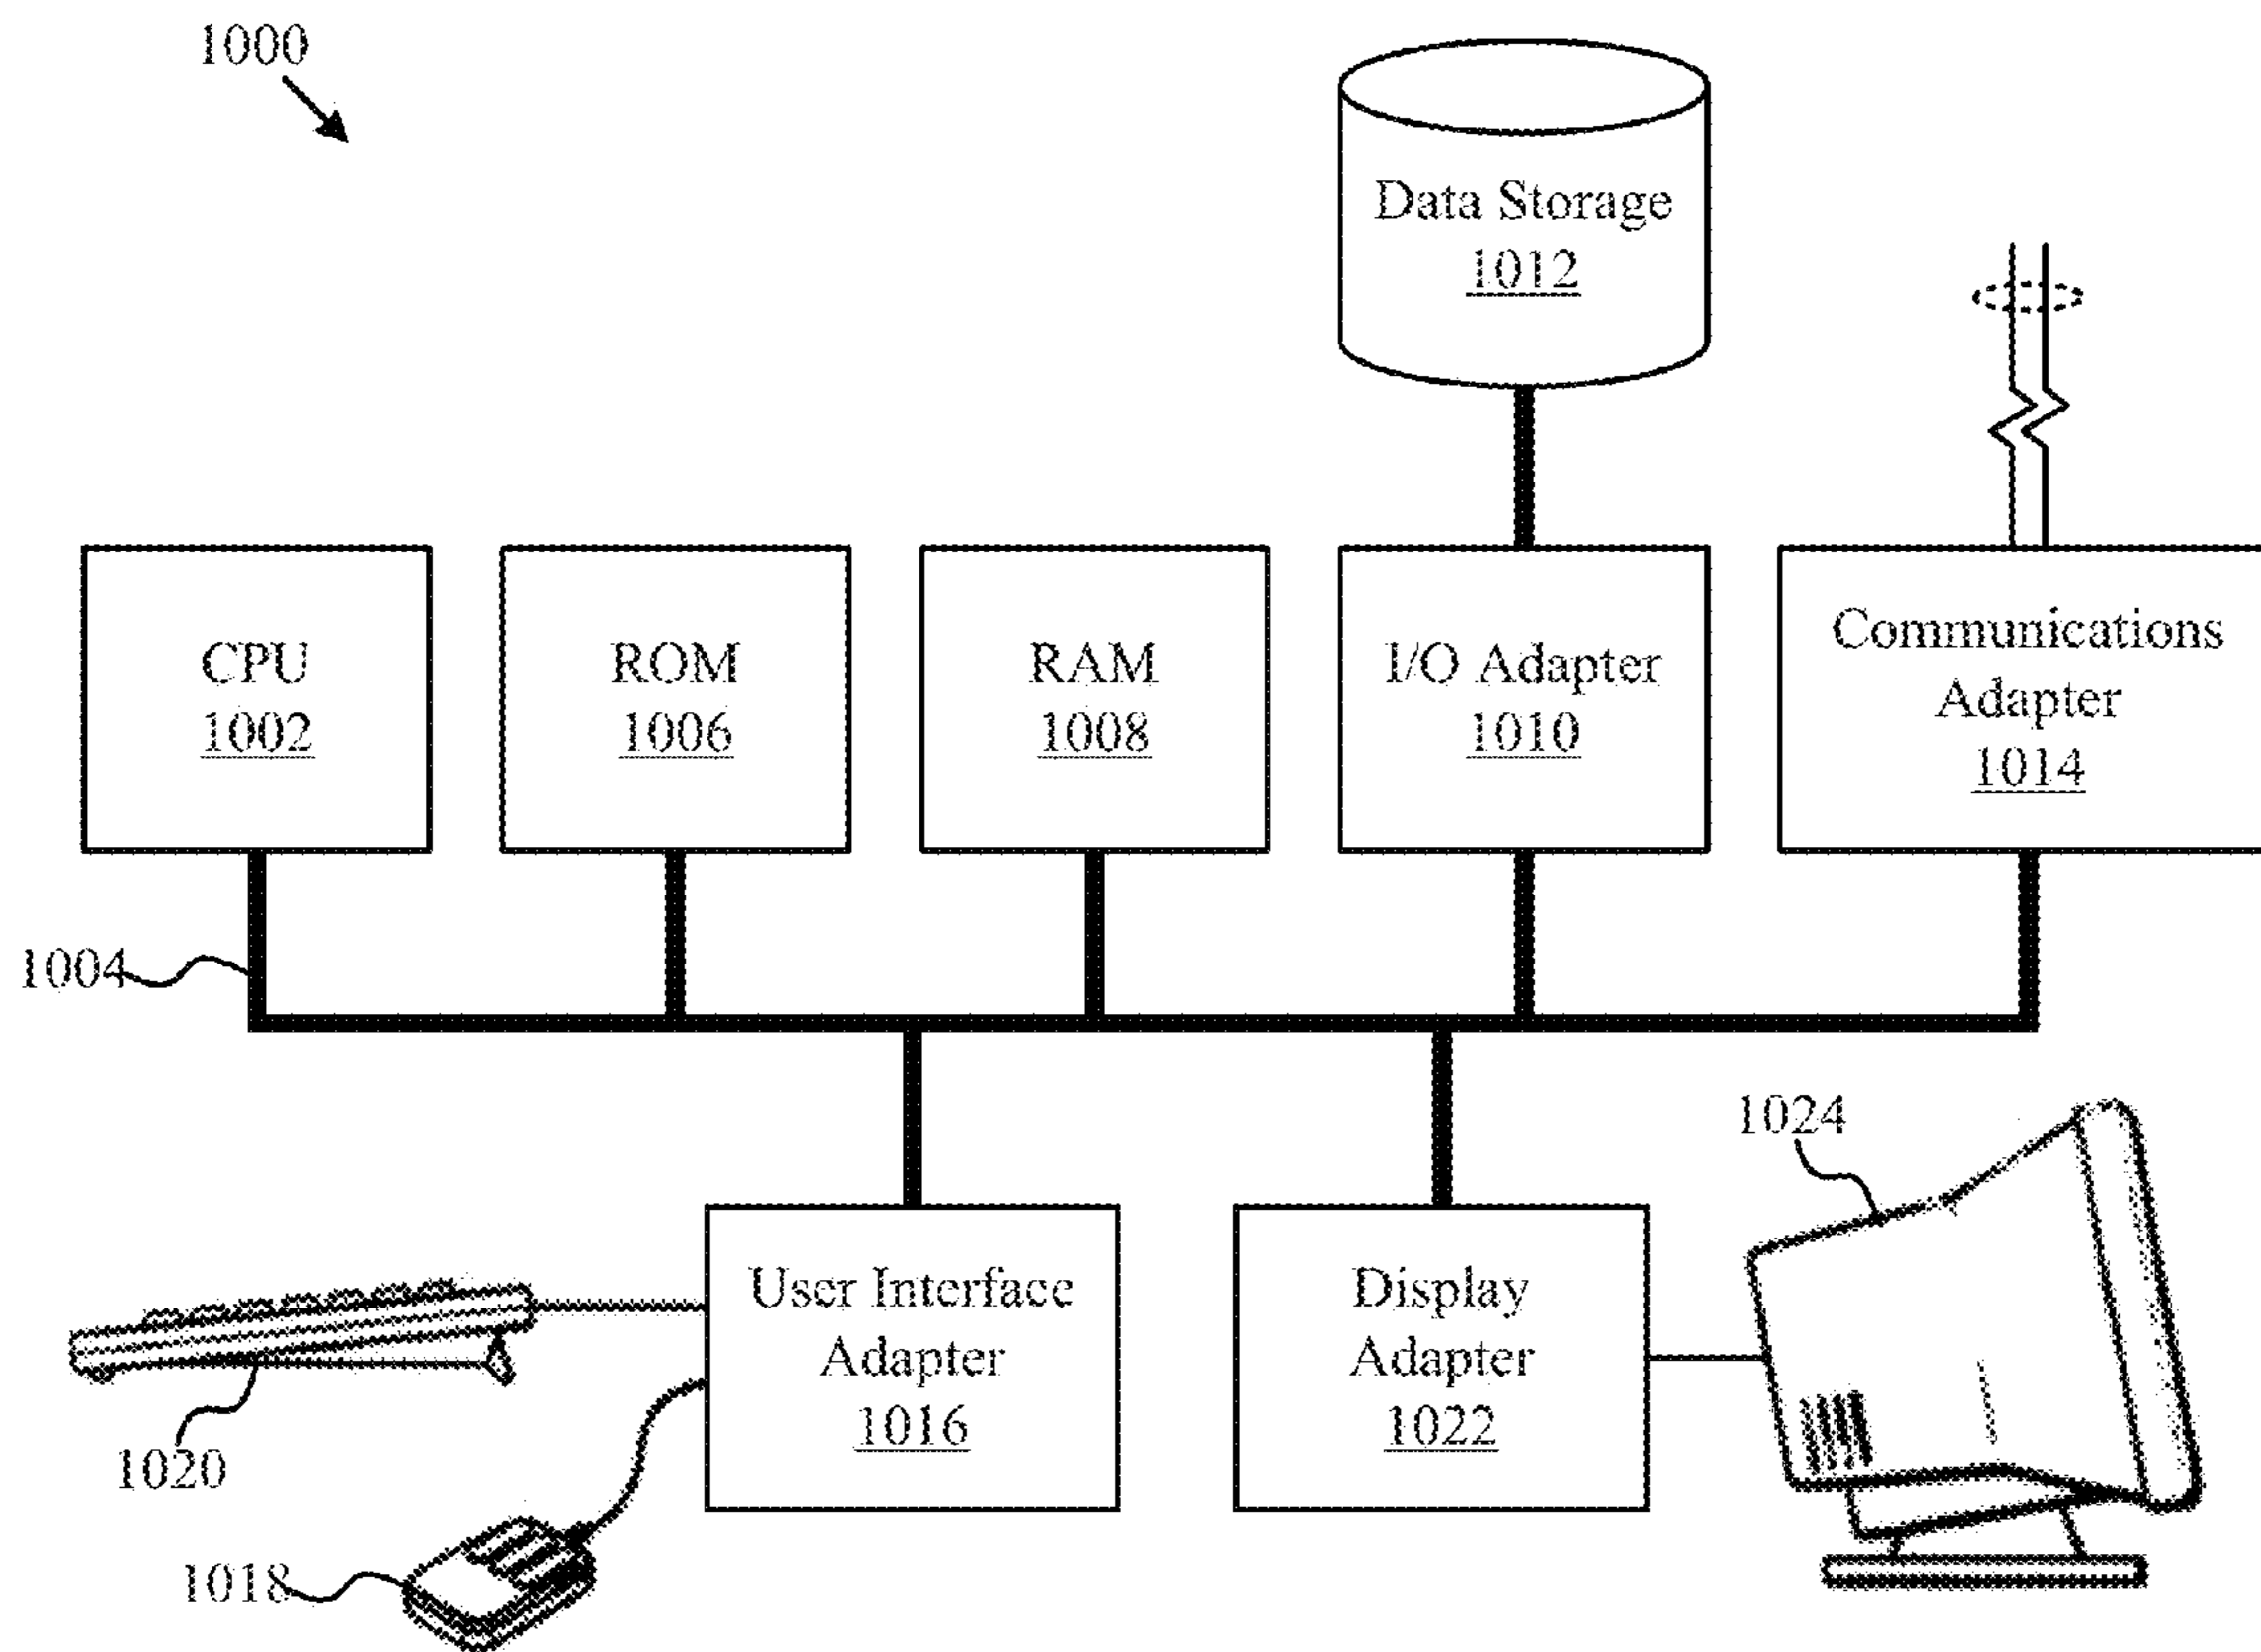 1000
Data Storage
1012
CPU
1002
ROM
1006
RAM
1008
I/O Adapter
1010
Communications
Adapter
1014
1004
1024
User Interface
Adapter
1016
Display
Adapter
1022
1020
1018